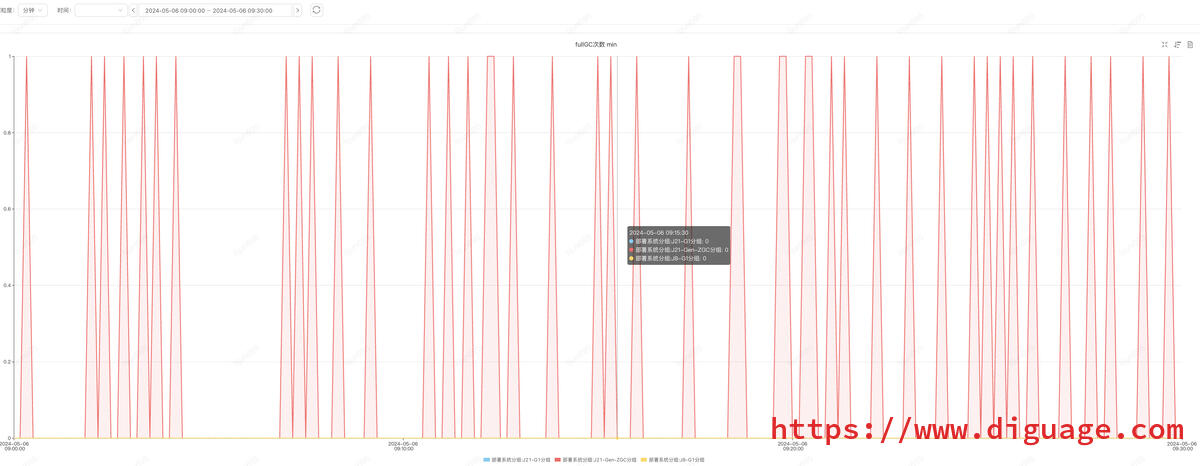 粒度: 分钟 时间: 2024-05-06 09:00:00 ~ 2024-05-06 09:30:00
fullGC次数 min
1
0.8
0.6
2024-05-06 09:15:30
部署系统分组:J21-G1分组: 0
部署系统分组:J21-Gen-ZGC分组: 0
部署系统分组:J8-G1分组: 0
0.4
0.2
https://www.diguage.com
0
2024-05-06
09:00:00
2024-05-06
09:10:00
2024-05-06
09:20:00
2024-05-06
09:30:00
部署系统分组:J21-G1分组 部署系统分组:J21-Gen-ZGC分组 部署系统分组:J8-G1分组